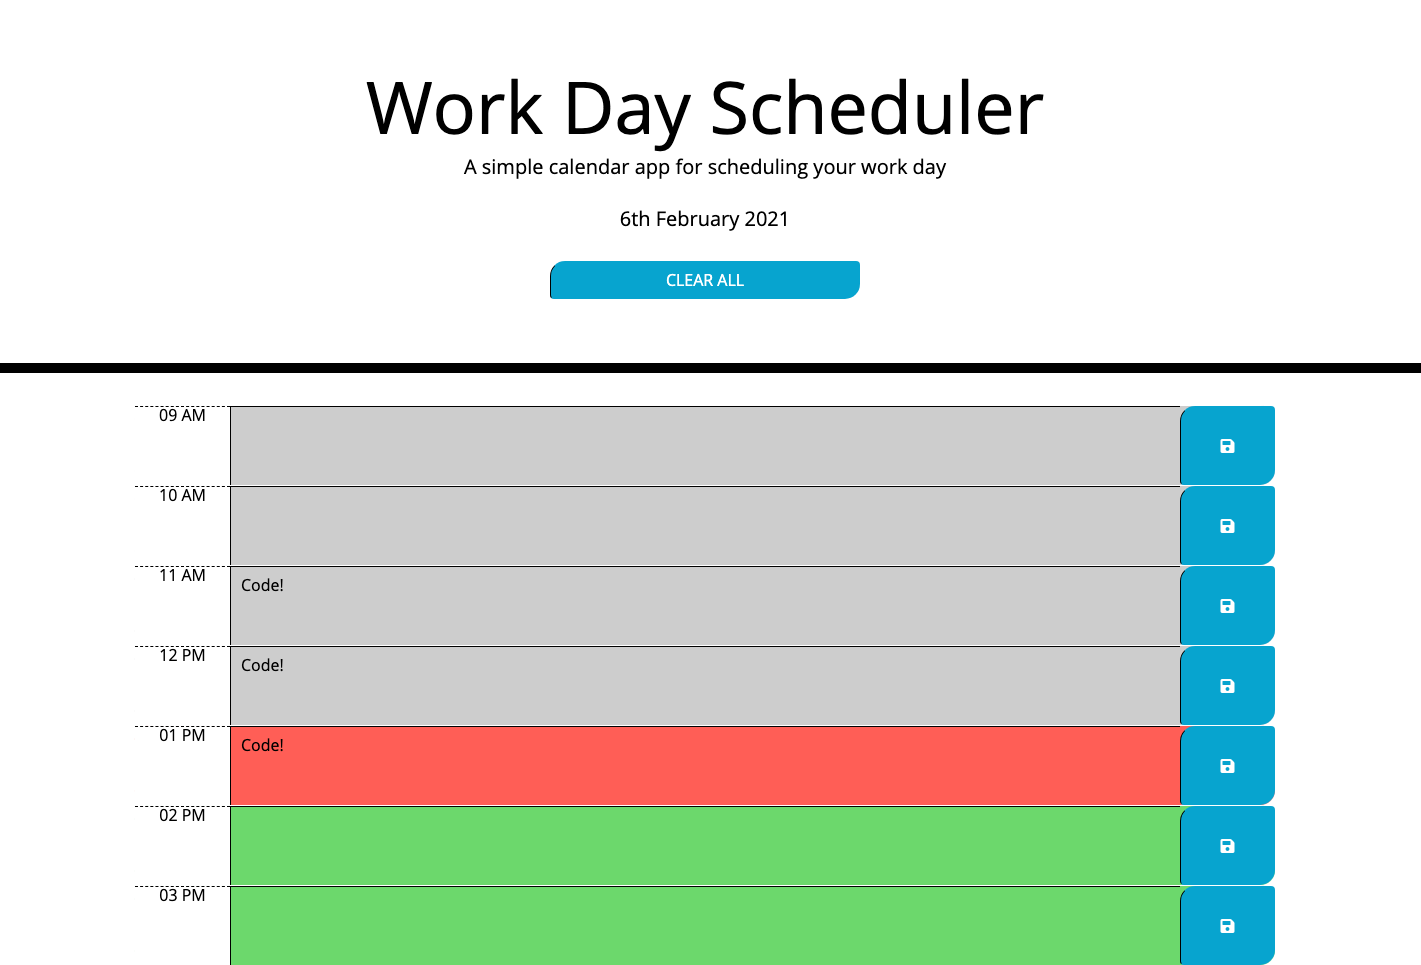 Work Day Scheduler
A simple calendar app for scheduling your work day
6th February 2021
CLEAR ALL
09 AM
10 AM
11 AM
Code!
12 PM
Code!
01 PM
Code!
02 PM
03 PM